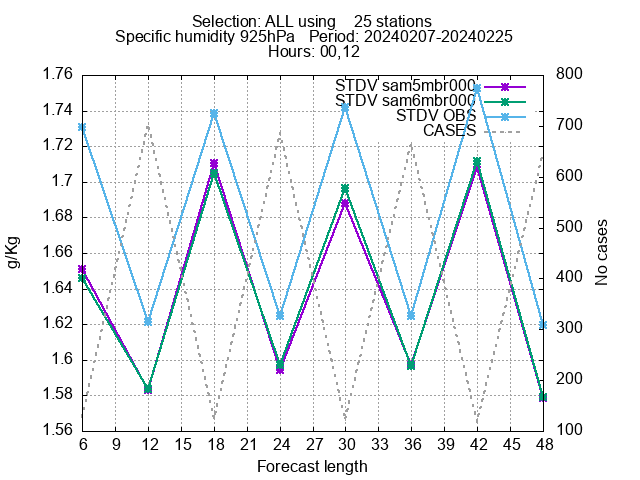 Selection: ALL using    25 stations
Specific humidity 925hPa   Period: 20240207-20240225
Hours: 00,12
1.76
1.74
1.72
1.7
1.68
1.66
1.64
1.62
1.6
1.58
1.56
g/Kg
STDV sam5mbr000
STDV sam6mbr000
STDV OBS
CASES
800
700
600
500
400
300
200
100
No cases
6 9 12 15 18 21 24 27 30 33 36 39 42 45 48
Forecast length